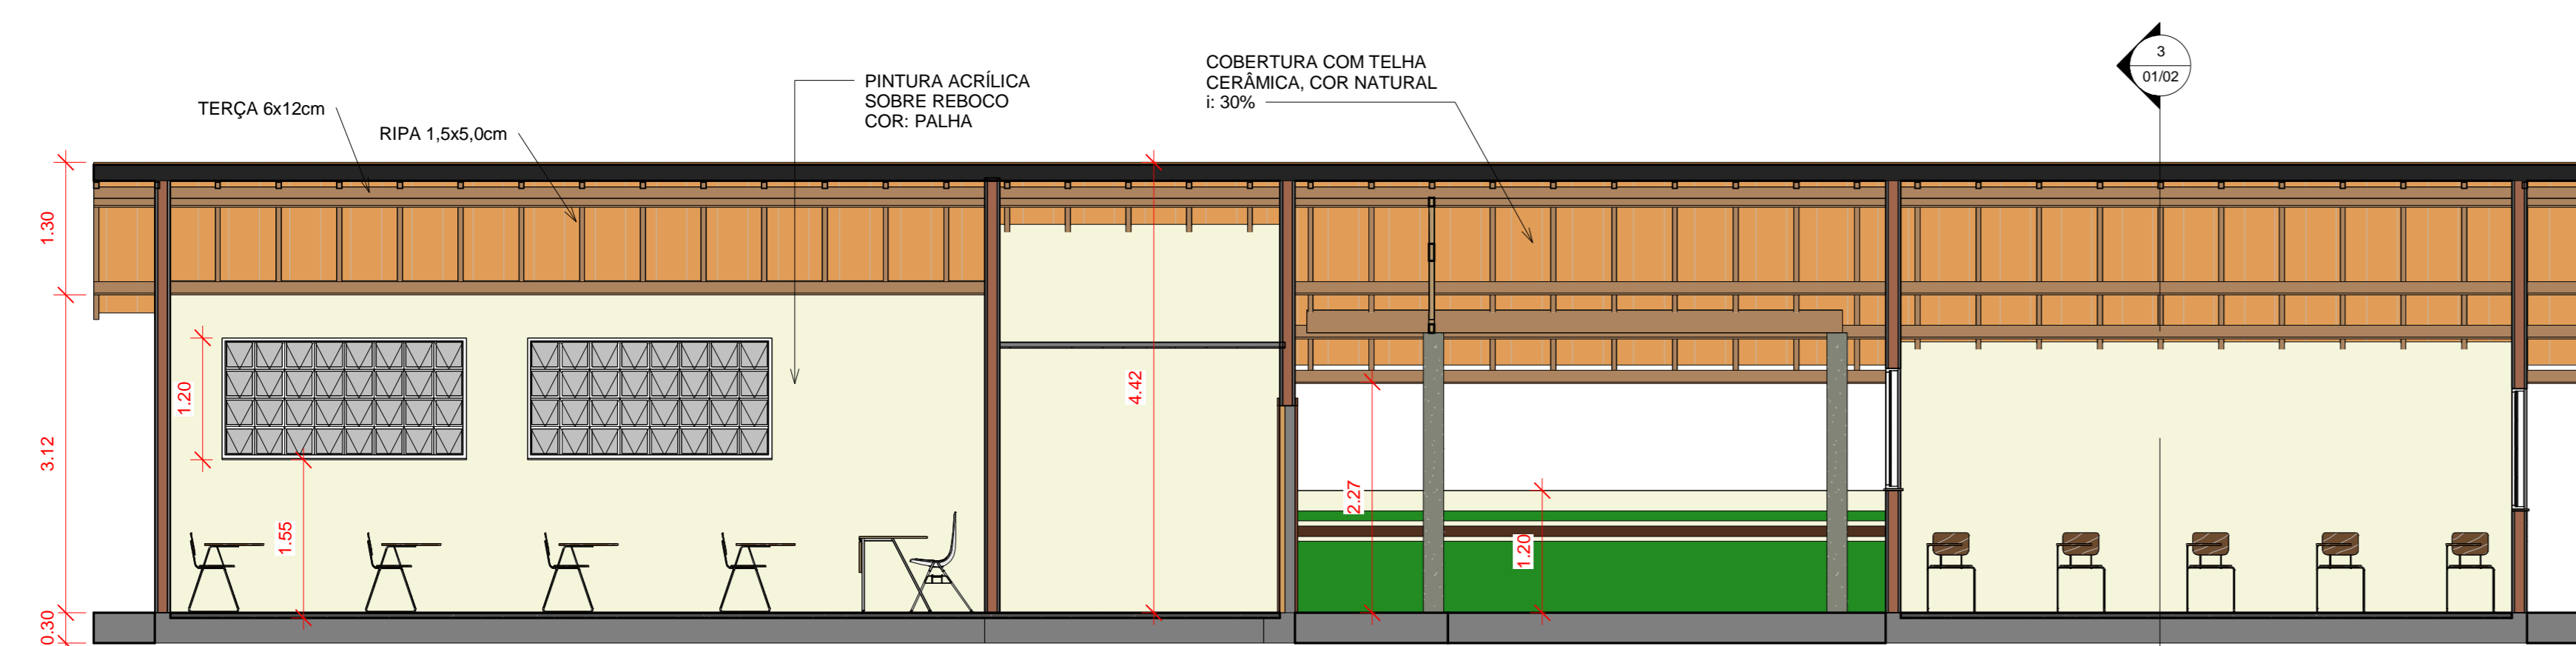 COBERTURA COM TELHA
CERÂMICA, COR NATURAL
i: 30%
PINTURA ACRÍLICA
SOBRE REBOCO
COR: PALHA
TERÇA 6x12cm
RIPA 1,5x5,0cm
3
01/02
1.30
3.12
0.30
1.20
1.55
4.42
2.27
1.20